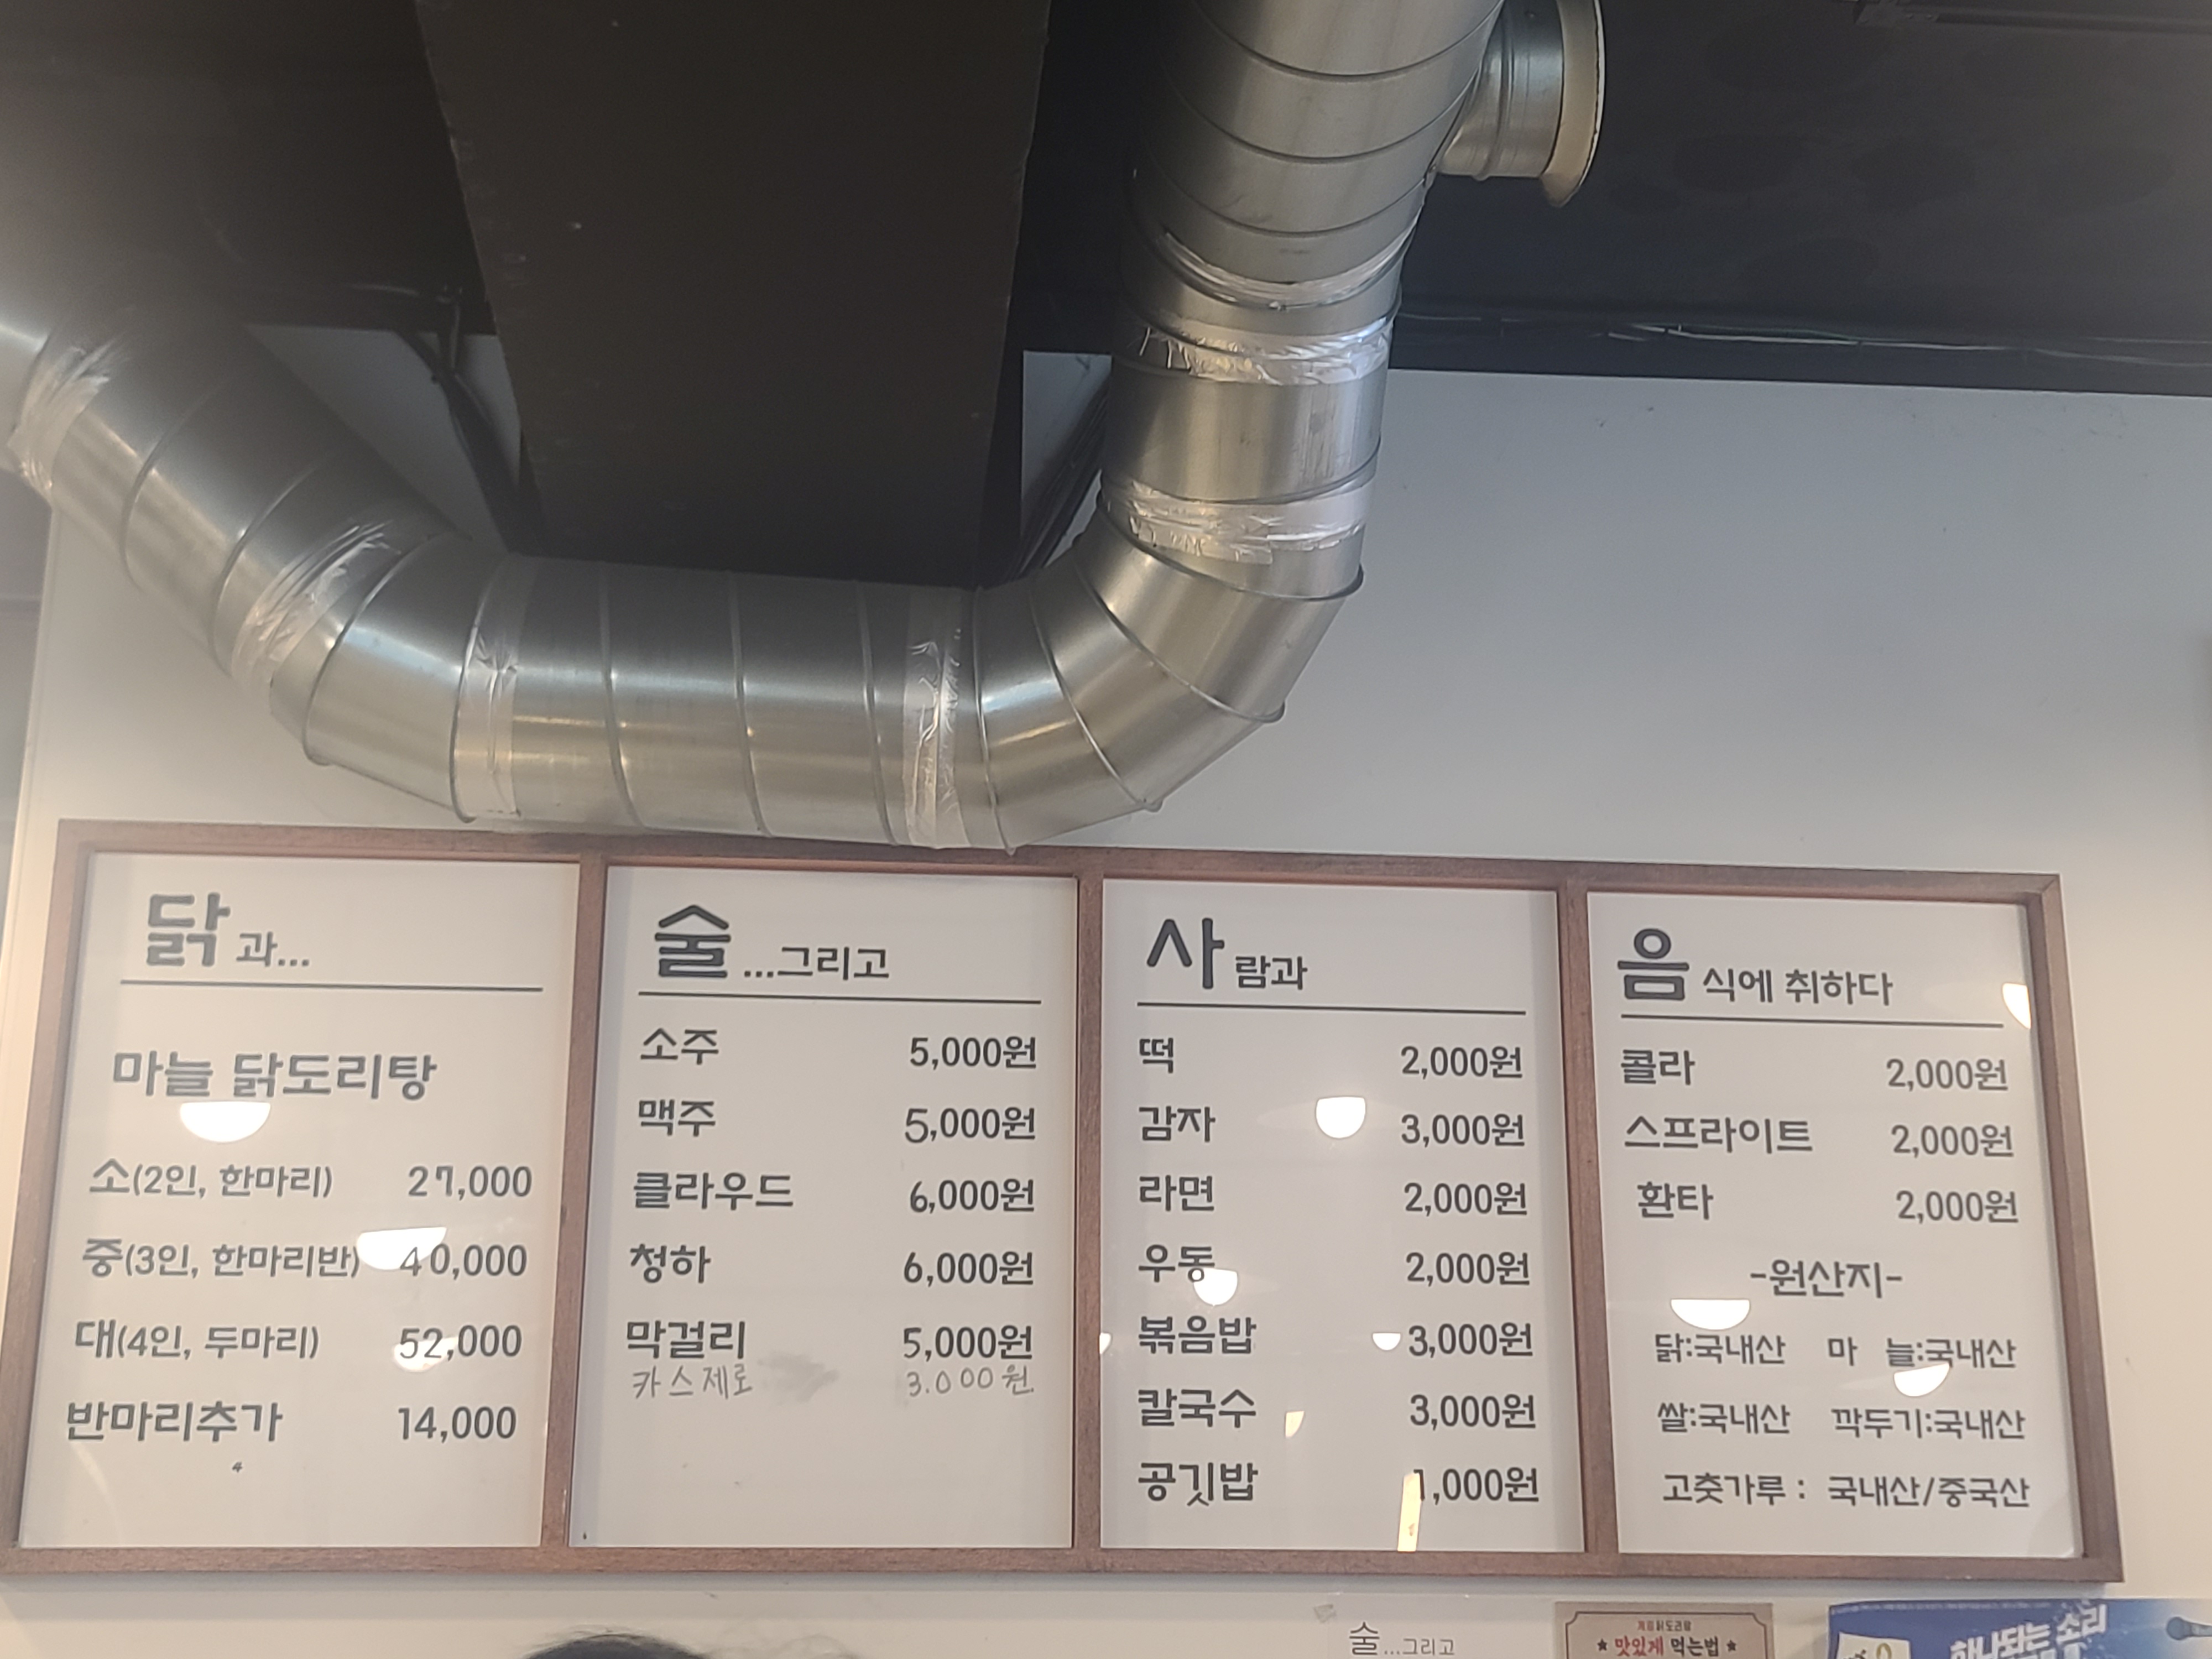 닭 과...
마늘 닭도리탕
소(2인, 한마리) 27,000
중(3인, 한마리반) 40,000
대(4인, 두마리) 52,000
반마리추가 14,000
술 ...그리고
소주 5,000원
맥주 5,000원
클라우드 6,000원
청하 6,000원
막걸리 5,000원
카스제로 3.000원
사 람과
떡 2,000원
감자 3,000원
라면 2,000원
우동 2,000원
볶음밥 3,000원
칼국수 3,000원
공깃밥 1,000원
음 식에 취하다
콜라 2,000원
스프라이트 2,000원
환타 2,000원
-원산지-
닭:국내산 마 늘:국내산
쌀:국내산 깍두기:국내산
고춧가루 : 국내산/중국산
술 ...그리고
★ 맛있게 먹는법 ★
하나되는 소리